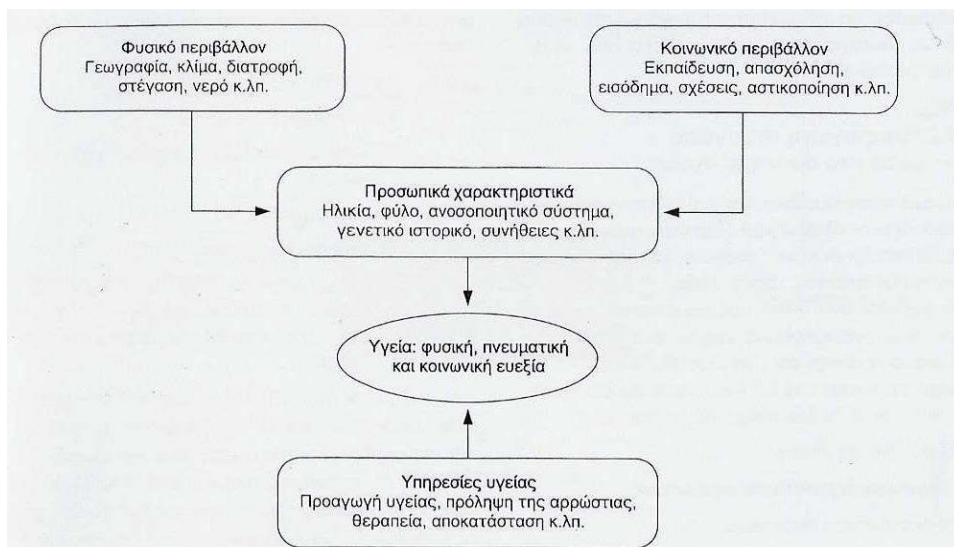 Φυσικό περιβάλλον
Γεωγραφία, κλίμα, διατροφή,
στέγαση, νερό κ.λπ.
Κοινωνικό περιβάλλον
Εκπαίδευση, απασχόληση,
εισόδημα, σχέσεις, αστικοποίηση κ.λπ.
Προσωπικά χαρακτηριστικά
Ηλικία, φύλο, ανοσοποιητικό σύστημα,
γενετικό ιστορικό, συνήθειες κ.λπ.
Υγεία: φυσική, πνευματική
και κοινωνική ευεξία
Υπηρεσίες υγείας
Προαγωγή υγείας, πρόληψη της αρρώστιας,
θεραπεία, αποκατάσταση κ.λπ.